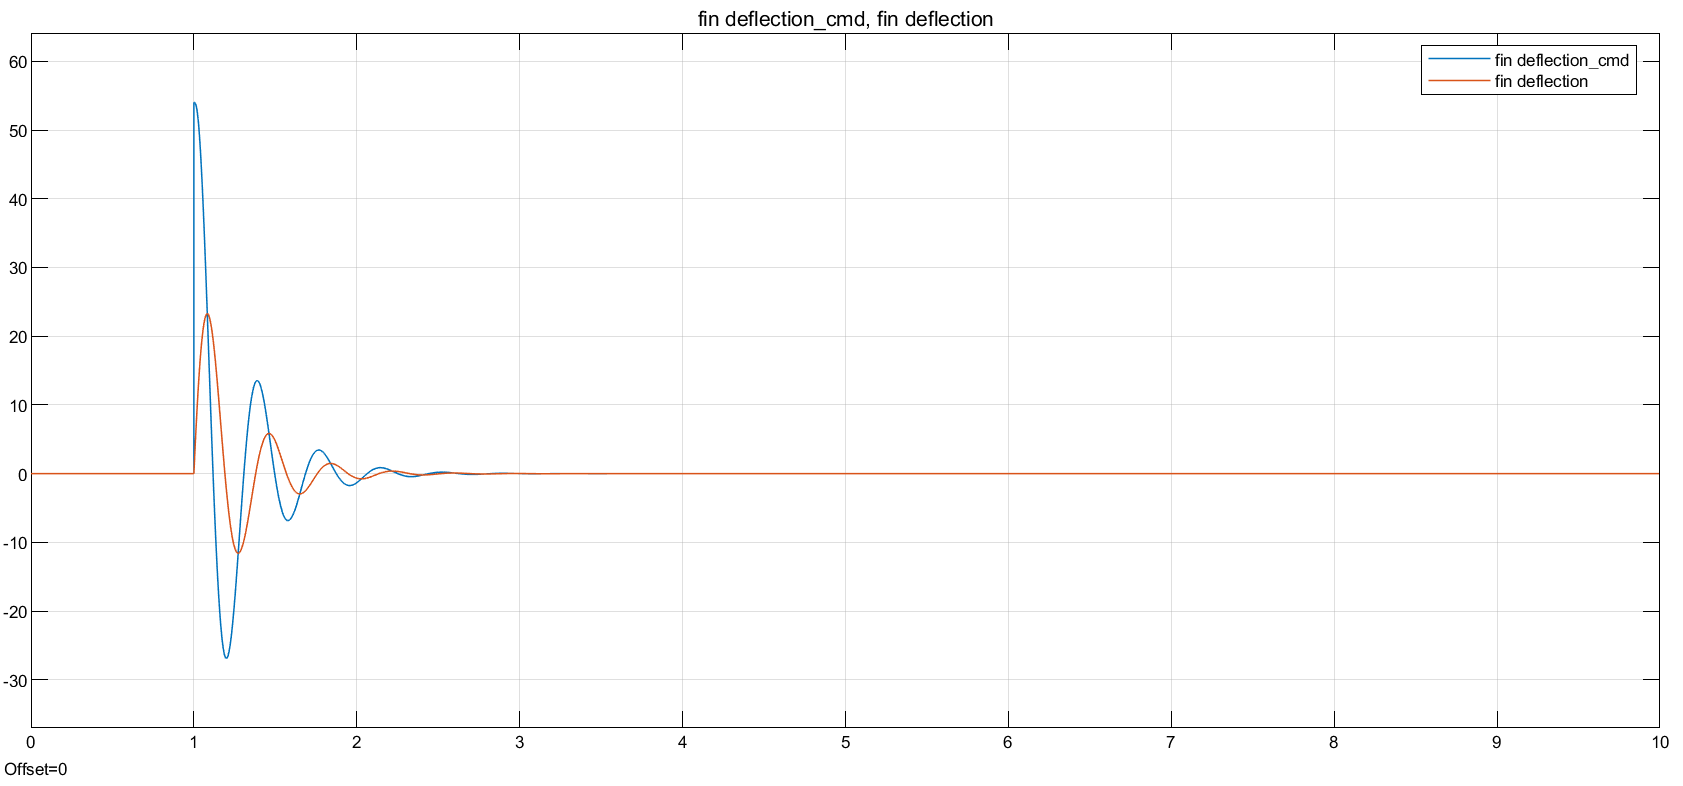 fin deflection_cmd, fin deflection
fin deflection_cmd
fin deflection
60
50
40
30
20
10
0
-10
-20
-30
0 1 2 3 4 5 6 7 8 9 10
Offset=0